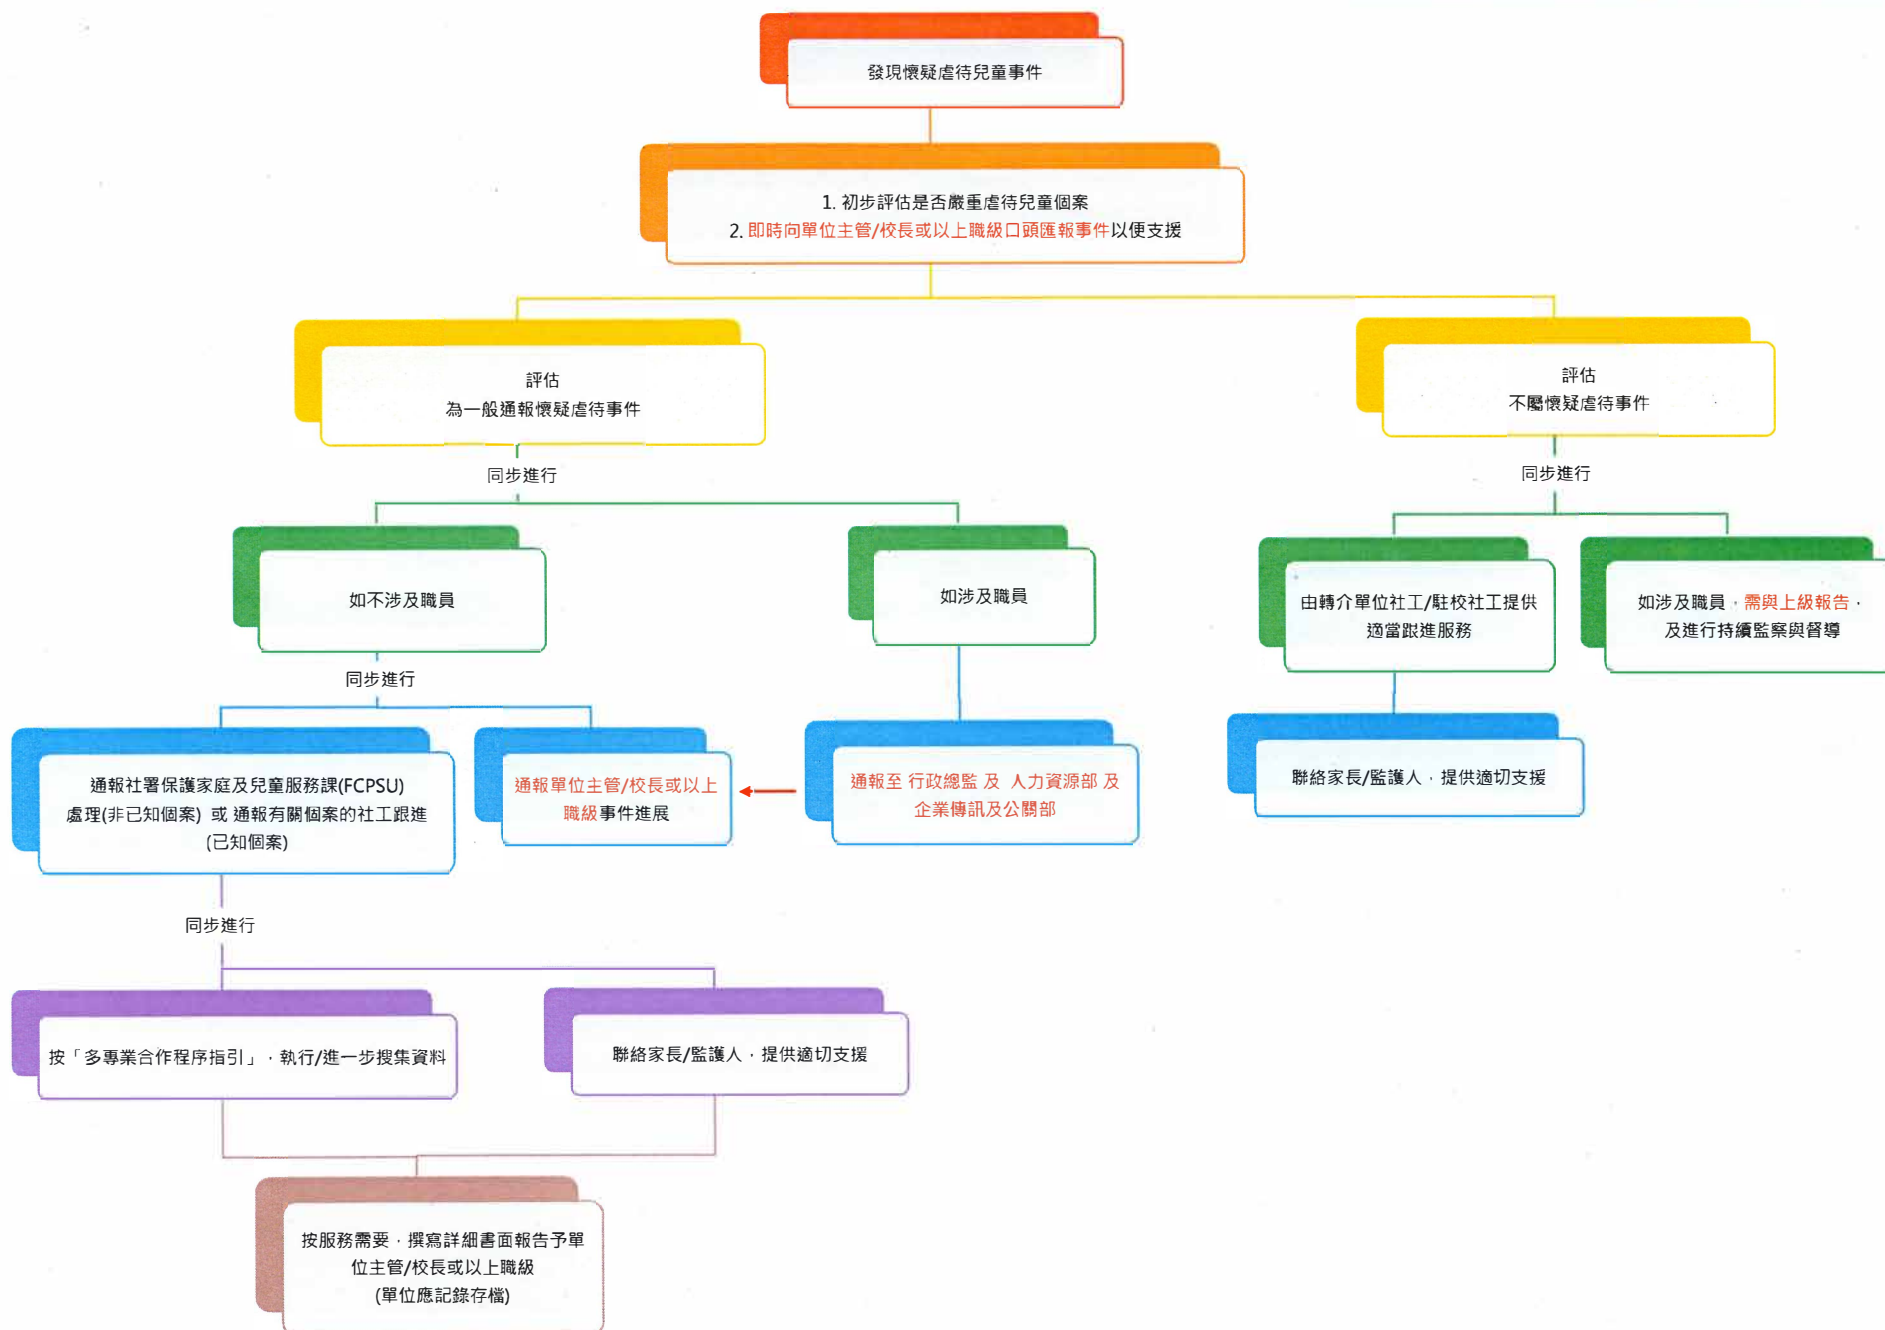 發現懷疑虐待兒童事件
1. 初步評估是否嚴重虐待兒童個案
2. 即時向單位主管/校長或以上職級口頭匯報事件以便支援
評估
為一般通報懷疑虐待事件
評估
不屬懷疑虐待事件
同步進行
同步進行
如不涉及職員
如涉及職員
由轉介單位社工/駐校社工提供
適當跟進服務
如涉及職員，需與上級報告，
及進行持續監察與督導
同步進行
通報社署保護家庭及兒童服務課(FCPSU)
處理(非已知個案) 或 通報有關個案的社工跟進
(已知個案)
通報單位主管/校長或以上
職級事件進展
通報至 行政總監 及 人力資源部 及
企業傳訊及公關部
聯絡家長/監護人，提供適切支援
同步進行
按「多專業合作程序指引」，執行/進一步搜集資料
聯絡家長/監護人，提供適切支援
按服務需要，撰寫詳細書面報告予單
位主管/校長或以上職級
(單位應記錄存檔)